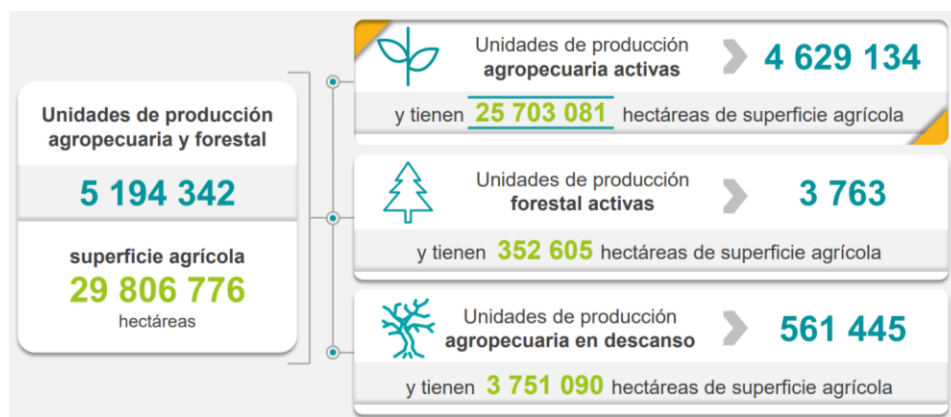 Unidades de producción
agropecuaria y forestal
5 194 342
superficie agrícola
29 806 776
hectáreas
Unidades de producción
agropecuaria activas
4 629 134
y tienen 25 703 081 hectáreas de superficie agrícola
Unidades de producción
forestal activas
3 763
y tienen 352 605 hectáreas de superficie agrícola
Unidades de producción
agropecuaria en descanso
561 445
y tienen 3 751 090 hectáreas de superficie agrícola